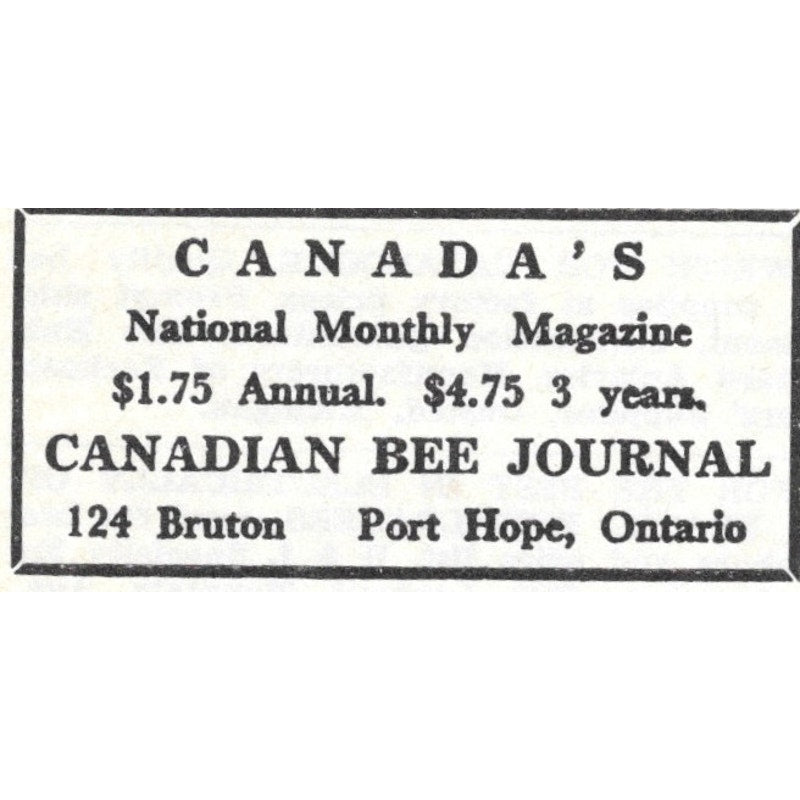 CANADA'S
National Monthly Magazine
$1.75 Annual. $4.75 3 years.
CANADIAN BEE JOURNAL
124 Bruton Port Hope, Ontario